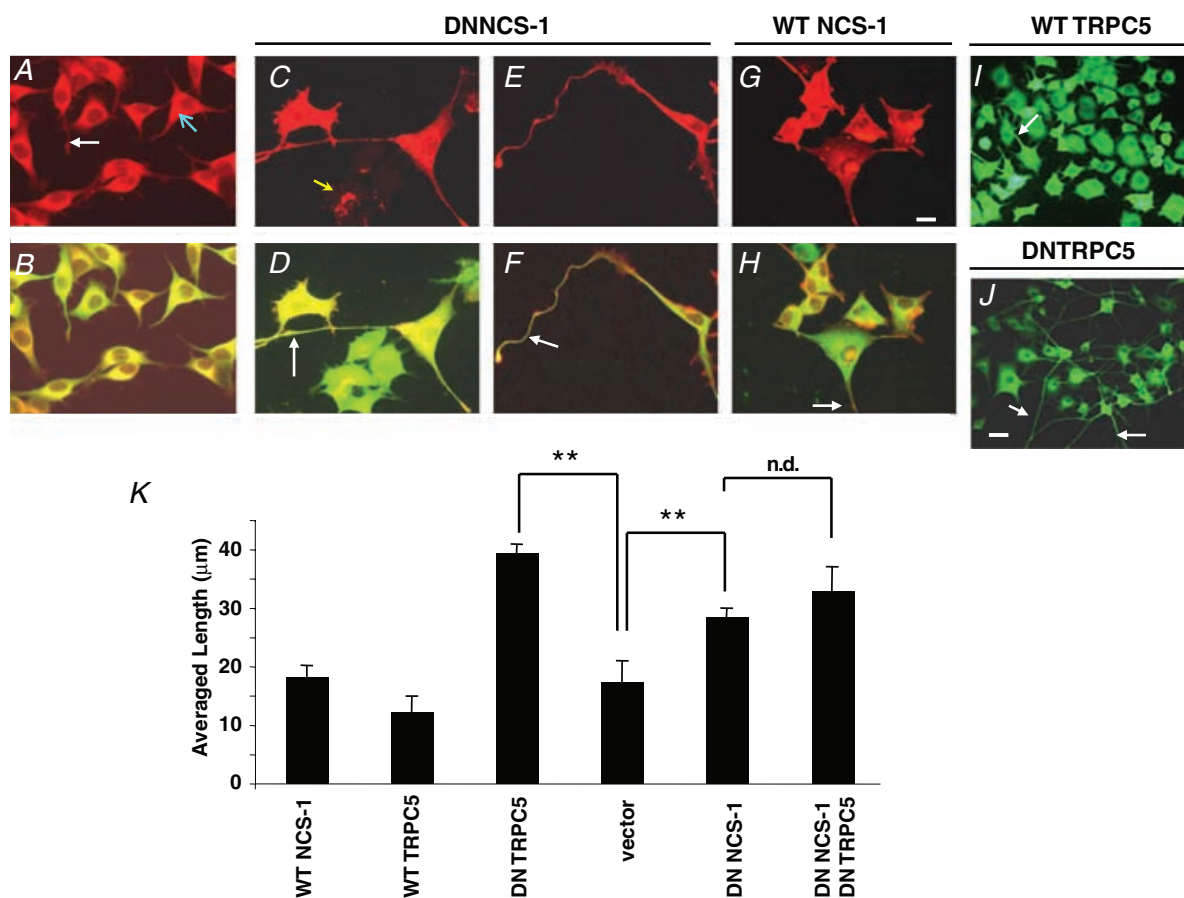 DNNCS-1
WT NCS-1
WT TRPC5
A
C
E
G
I
B
D
F
H
DNTRPC5
J
K
**
**
n.d.
Averaged Length (μm)
40
30
20
10
0
WT NCS-1
WT TRPC5
DN TRPC5
vector
DN NCS-1
DN NCS-1
DN TRPC5